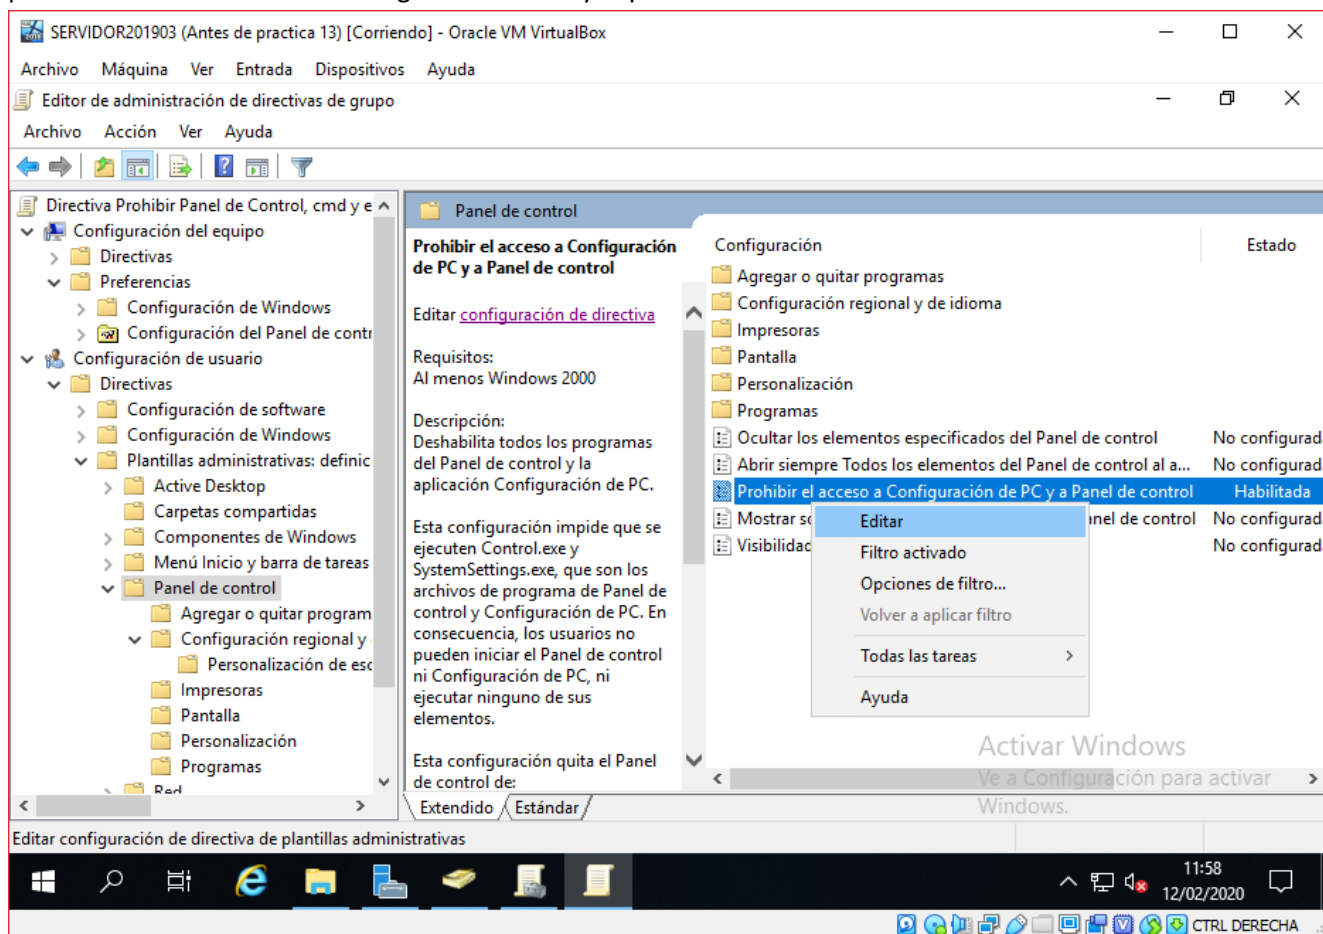 SERVIDOR201903 (Antes de practica 13) [Corriendo] - Oracle VM VirtualBox
Archivo Máquina Ver Entrada Dispositivos Ayuda
Editor de administración de directivas de grupo
Archivo Acción Ver Ayuda
Directiva Prohibir Panel de Control, cmd y e
Configuración del equipo
Directivas
Preferencias
Configuración de Windows
Configuración del Panel de contr
Configuración de usuario
Directivas
Configuración de software
Configuración de Windows
Plantillas administrativas: definic
Active Desktop
Carpetas compartidas
Componentes de Windows
Menú Inicio y barra de tareas
Panel de control
Agregar o quitar program
Configuración regional y
Personalización de esc
Impresoras
Pantalla
Personalización
Programas
Red
Panel de control
Prohibir el acceso a Configuración
de PC y a Panel de control
Editar configuración de directiva
Requisitos:
Al menos Windows 2000
Descripción:
Deshabilita todos los programas
del Panel de control y la
aplicación Configuración de PC.
Esta configuración impide que se
ejecuten Control.exe y
SystemSettings.exe, que son los
archivos de programa de Panel de
control y Configuración de PC. En
consecuencia, los usuarios no
pueden iniciar el Panel de control
ni Configuración de PC, ni
ejecutar ninguno de sus
elementos.
Esta configuración quita el Panel
de control de:
Configuración Estado
Agregar o quitar programas
Configuración regional y de idioma
Impresoras
Pantalla
Personalización
Programas
Ocultar los elementos especificados del Panel de control No configurad
Abrir siempre Todos los elementos del Panel de control al a... No configurad
Prohibir el acceso a Configuración de PC y a Panel de control Habilitada
Mostrar so anel de control No configurad
Visibilidad No configurad
Editar
Filtro activado
Opciones de filtro...
Volver a aplicar filtro
Todas las tareas
Ayuda
Activar Windows
Ve a Configuración para activar
Windows.
Extendido Estándar
Editar configuración de directiva de plantillas administrativas
11:58
12/02/2020
CTRL DERECHA